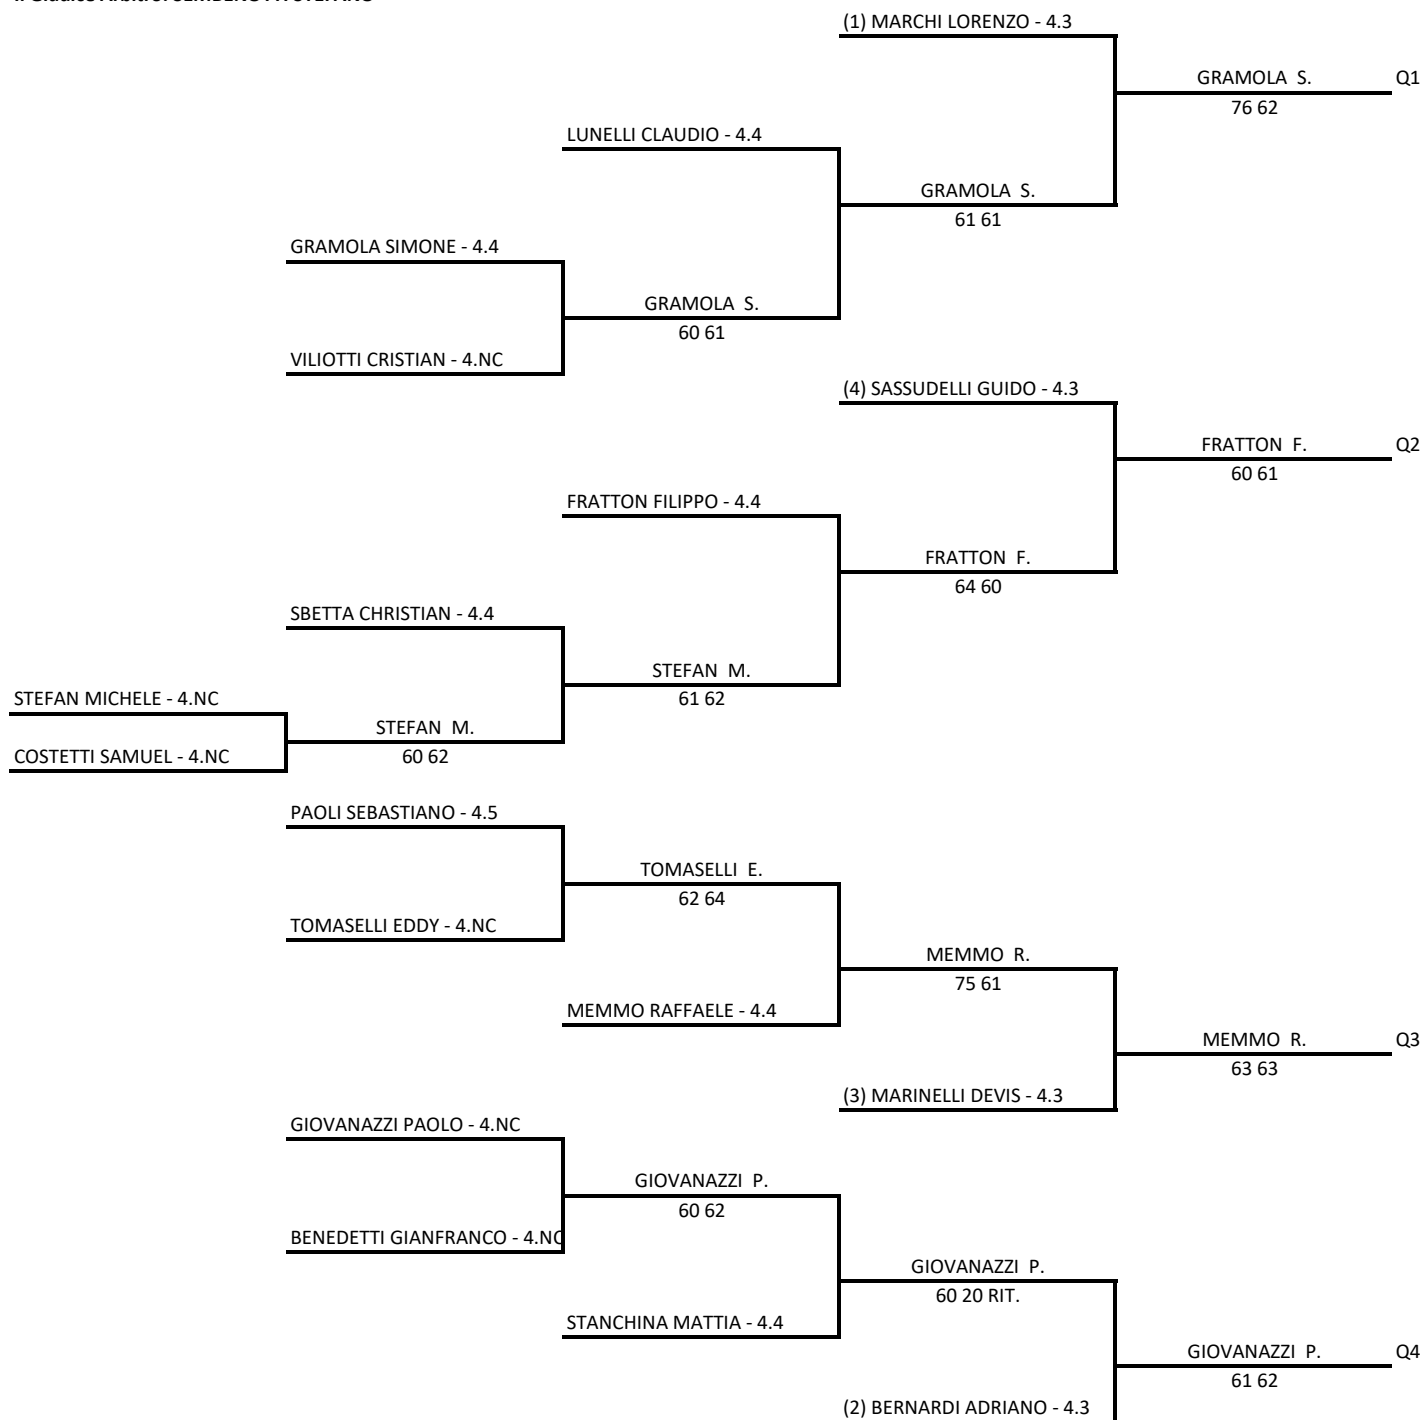 (1) MARCHI LORENZO - 4.3
GRAMOLA  S.
Q1
76 62
LUNELLI CLAUDIO - 4.4
GRAMOLA  S.
61 61
GRAMOLA SIMONE - 4.4
GRAMOLA  S.
60 61
VILIOTTI CRISTIAN - 4.NC
(4) SASSUDELLI GUIDO - 4.3
FRATTON  F.
Q2
60 61
FRATTON FILIPPO - 4.4
FRATTON  F.
64 60
SBETTA CHRISTIAN - 4.4
STEFAN  M.
61 62
STEFAN MICHELE - 4.NC
STEFAN  M.
60 62
COSTETTI SAMUEL - 4.NC
PAOLI SEBASTIANO - 4.5
TOMASELLI  E.
62 64
TOMASELLI EDDY - 4.NC
MEMMO  R.
75 61
MEMMO RAFFAELE - 4.4
MEMMO  R.
Q3
63 63
(3) MARINELLI DEVIS - 4.3
GIOVANAZZI PAOLO - 4.NC
GIOVANAZZI  P.
60 62
BENEDETTI GIANFRANCO - 4.NC
GIOVANAZZI  P.
60 20 RIT.
STANCHINA MATTIA - 4.4
GIOVANAZZI  P.
Q4
61 62
(2) BERNARDI ADRIANO - 4.3